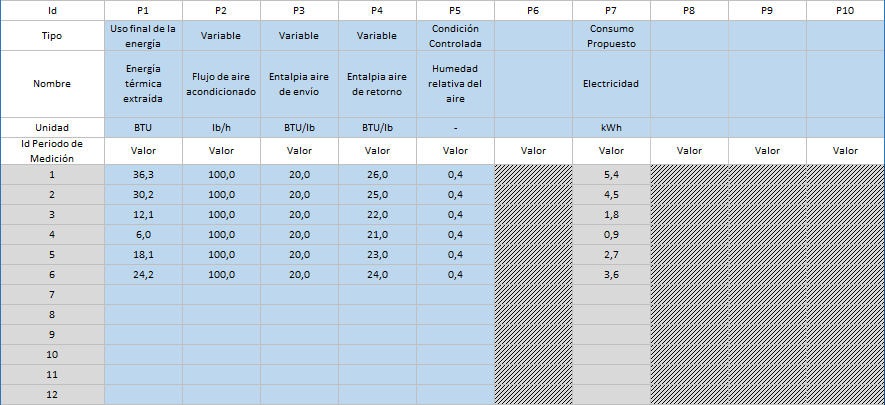 Id P1 P2 P3 P4 P5 P6 P7 P8 P9 P10
Tipo Uso final de la energía Variable Variable Variable Condición Controlada Consumo Propuesto
Nombre Energía térmica extraída Flujo de aire acondicionado Entalpia aire de envío Entalpia aire de retorno Humedad relativa del aire Electricidad
Unidad BTU lb/h BTU/lb BTU/lb - kWh
Id Periodo de Medición Valor Valor Valor Valor Valor Valor Valor Valor Valor Valor
1 36,3 100,0 20,0 26,0 0,4 5,4
2 30,2 100,0 20,0 25,0 0,4 4,5
3 12,1 100,0 20,0 22,0 0,4 1,8
4 6,0 100,0 20,0 21,0 0,4 0,9
5 18,1 100,0 20,0 23,0 0,4 2,7
6 24,2 100,0 20,0 24,0 0,4 3,6
7
8
9
10
11
12